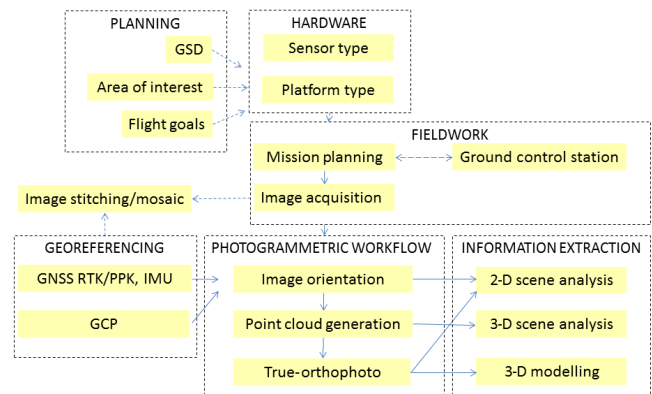 PLANNING
GSD
Area of interest
Flight goals
HARDWARE
Sensor type
Platform type
FIELDWORK
Mission planning
Ground control station
Image acquisition
Image stitching/mosaic
GEOREFERENCING
GNSS RTK/PPK, IMU
GCP
PHOTOGRAMMETRIC WORKFLOW
Image orientation
Point cloud generation
True-orthophoto
INFORMATION EXTRACTION
2-D scene analysis
3-D scene analysis
3-D modelling